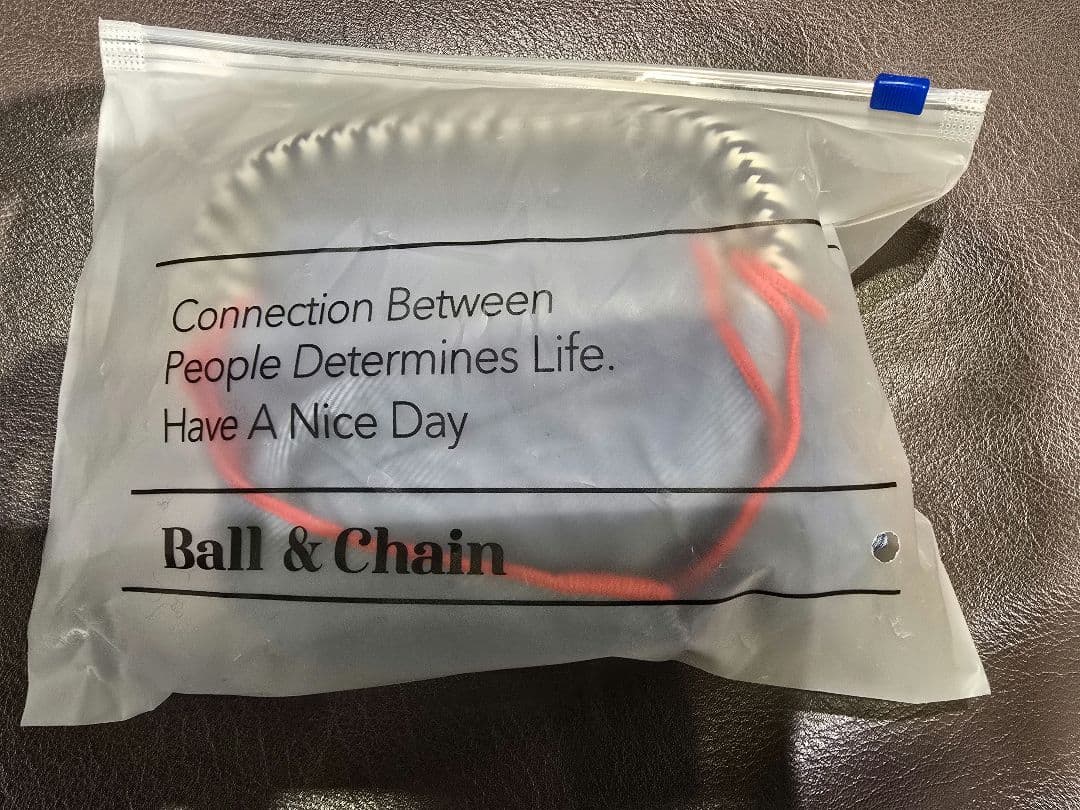 Connection Between
People Determines Life.
Have A Nice Day
Ball & Chain